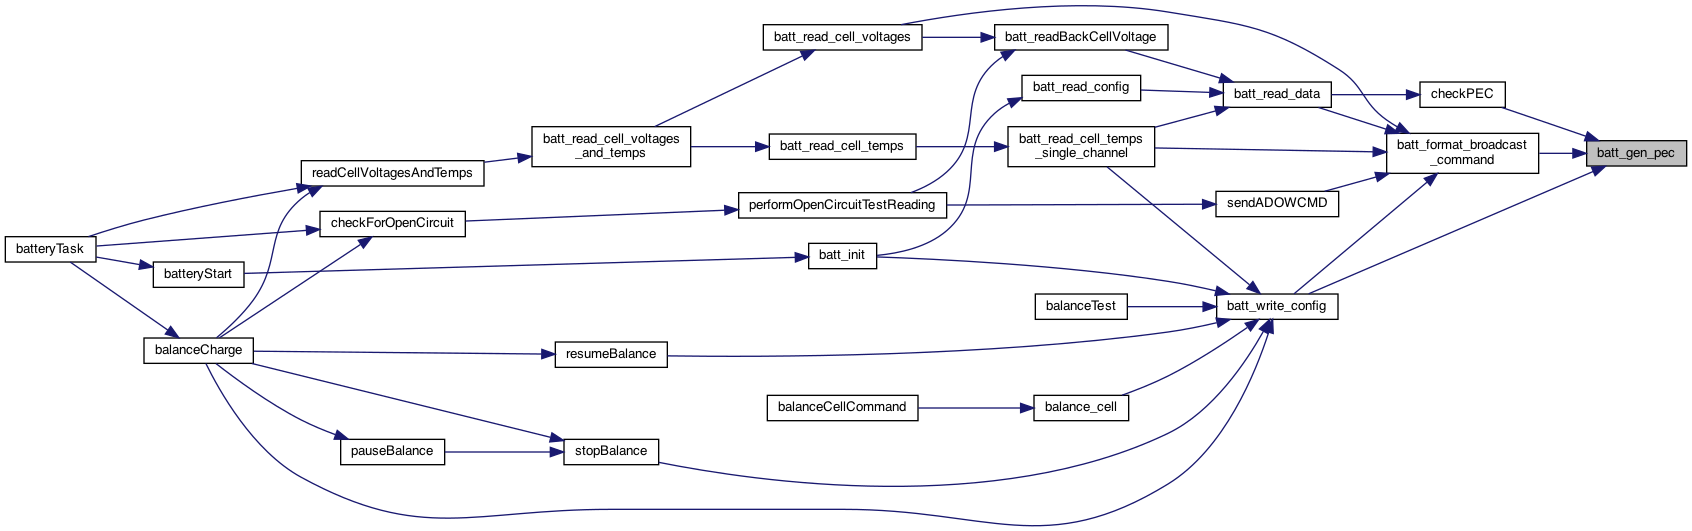 batt_read_cell_voltages
batt_readBackCellVoltage
batt_read_config
batt_read_data
checkPEC
batt_read_cell_voltages
_and_temps
batt_read_cell_temps
batt_read_cell_temps
_single_channel
batt_format_broadcast
_command
batt_gen_pec
readCellVoltagesAndTemps
performOpenCircuitTestReading
sendADOWCMD
checkForOpenCircuit
batteryTask
batteryStart
batt_init
balanceTest
batt_write_config
balanceCharge
resumeBalance
balanceCellCommand
balance_cell
pauseBalance
stopBalance